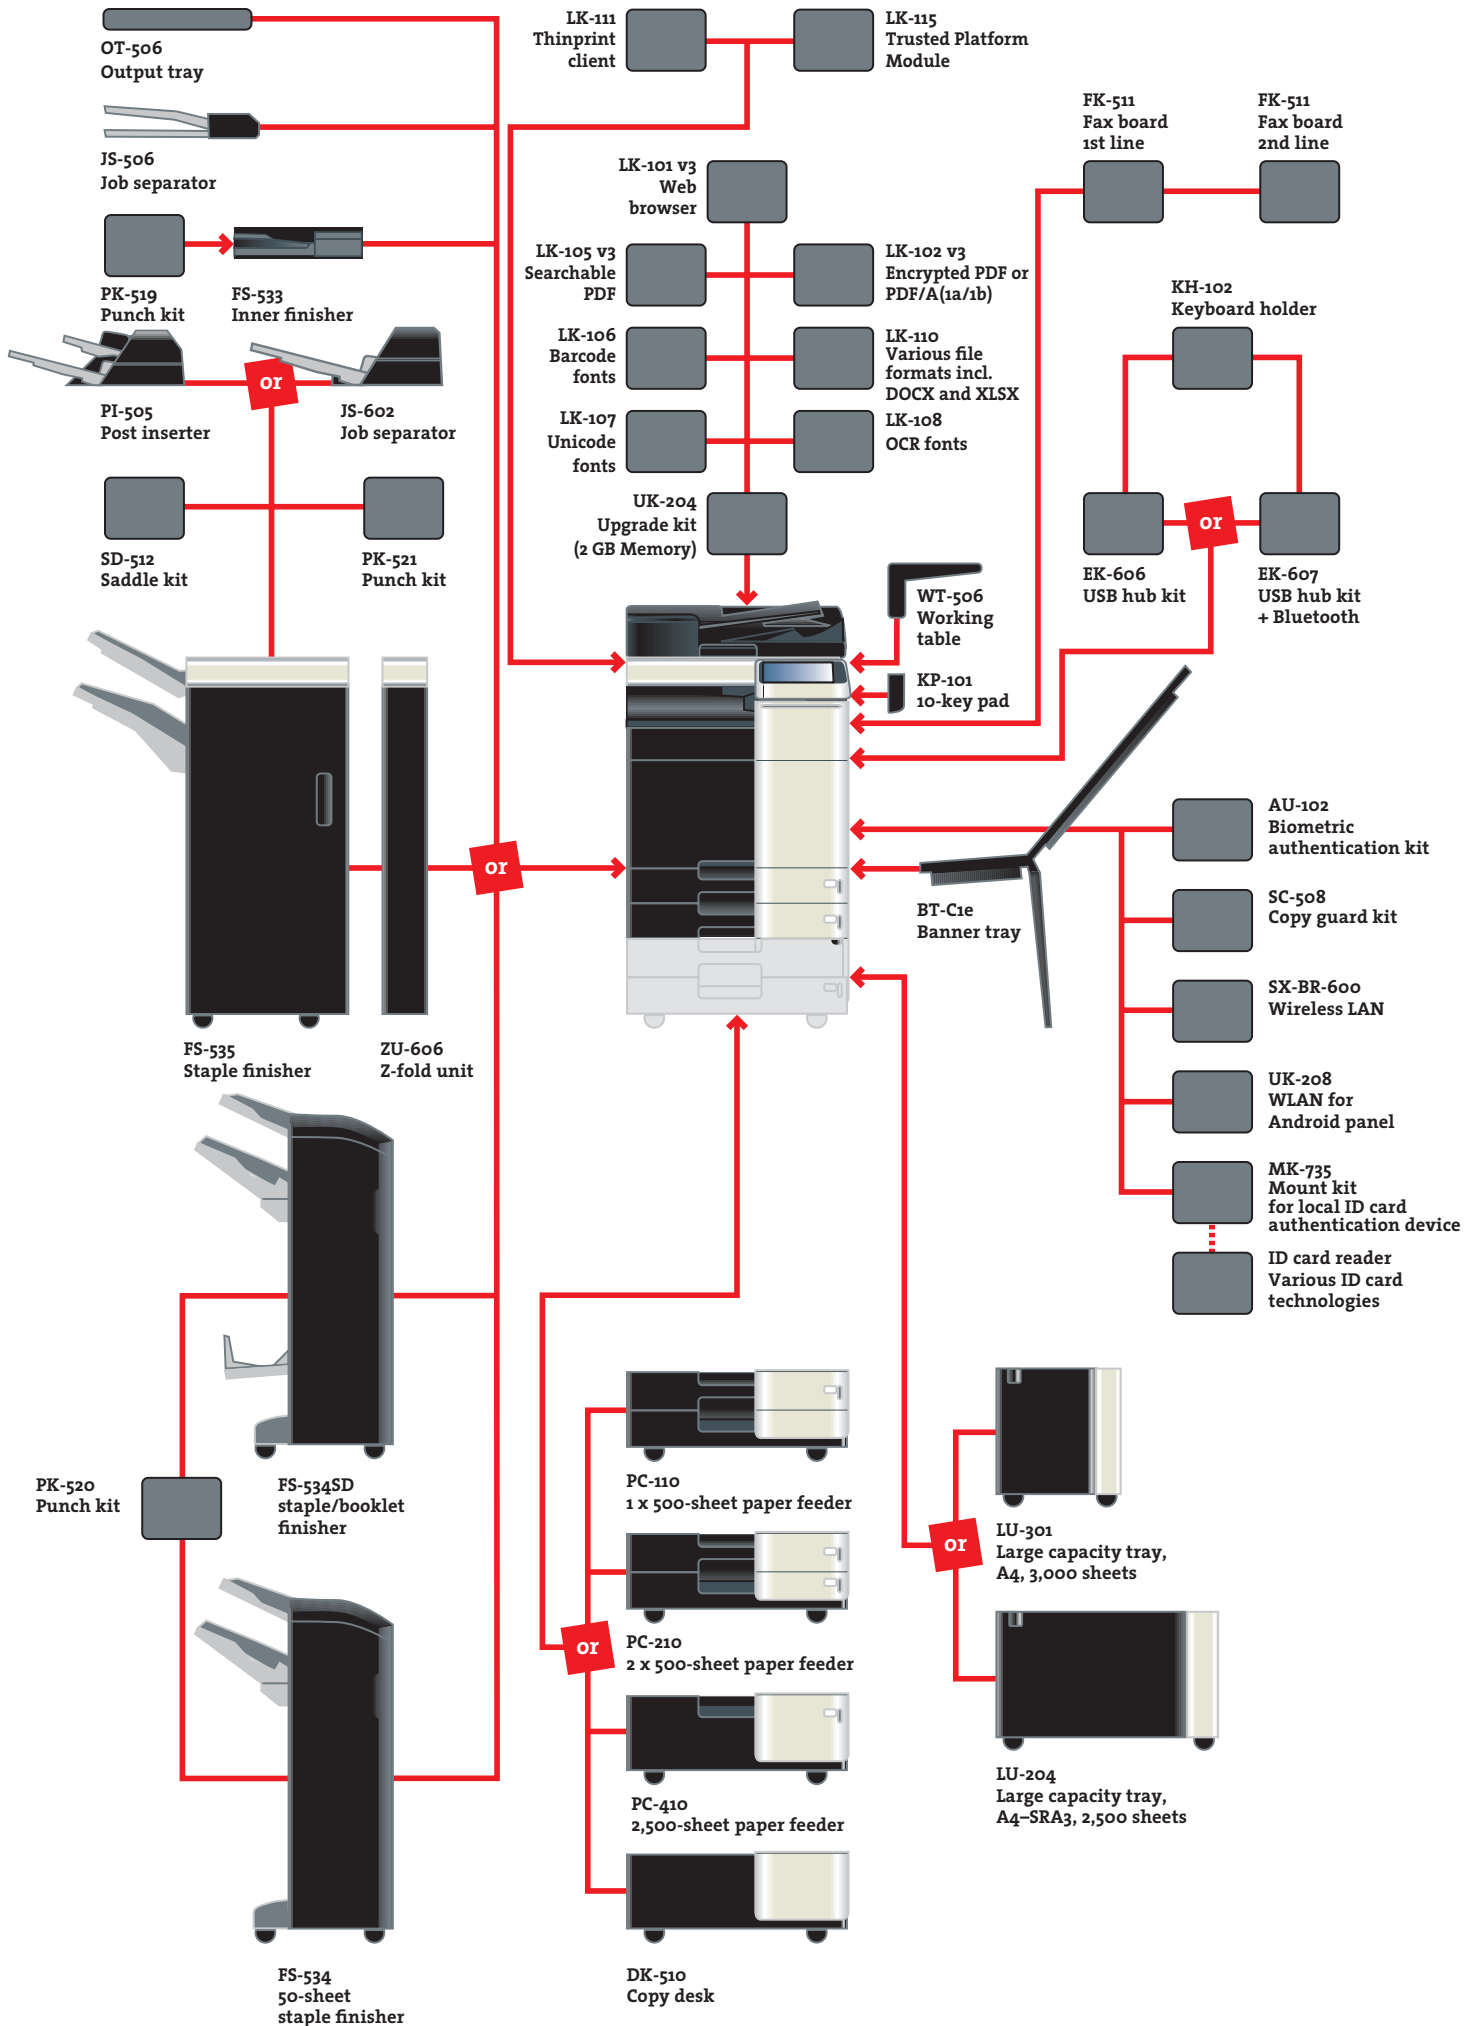 OT-506
Output tray
JS-506
Job separator
PK-519
Punch kit
FS-533
Inner finisher
or
PI-505
Post inserter
JS-602
Job separator
SD-512
Saddle kit
PK-521
Punch kit
FS-535
Staple finisher
ZU-606
Z-fold unit
or
PK-520
Punch kit
FS-534SD
staple/booklet
finisher
FS-534
50-sheet
staple finisher
LK-111
Thinprint
client
LK-115
Trusted Platform
Module
LK-101 v3
Web
browser
LK-105 v3
Searchable
PDF
LK-102 v3
Encrypted PDF or
PDF/A(1a/1b)
LK-106
Barcode
fonts
LK-110
Various file
formats incl.
DOCX and XLSX
LK-107
Unicode
fonts
LK-108
OCR fonts
UK-204
Upgrade kit
(2 GB Memory)
WT-506
Working
table
KP-101
10-key pad
FK-511
Fax board
1st line
FK-511
Fax board
2nd line
KH-102
Keyboard holder
or
EK-606
USB hub kit
EK-607
USB hub kit
+ Bluetooth
BT-C1e
Banner tray
AU-102
Biometric
authentication kit
SC-508
Copy guard kit
SX-BR-600
Wireless LAN
UK-208
WLAN for
Android panel
MK-735
Mount kit
for local ID card
authentication device
ID card reader
Various ID card
technologies
PC-110
1 x 500-sheet paper feeder
or
PC-210
2 x 500-sheet paper feeder
PC-410
2,500-sheet paper feeder
DK-510
Copy desk
or
LU-301
Large capacity tray,
A4, 3,000 sheets
LU-204
Large capacity tray,
A4–SRA3, 2,500 sheets